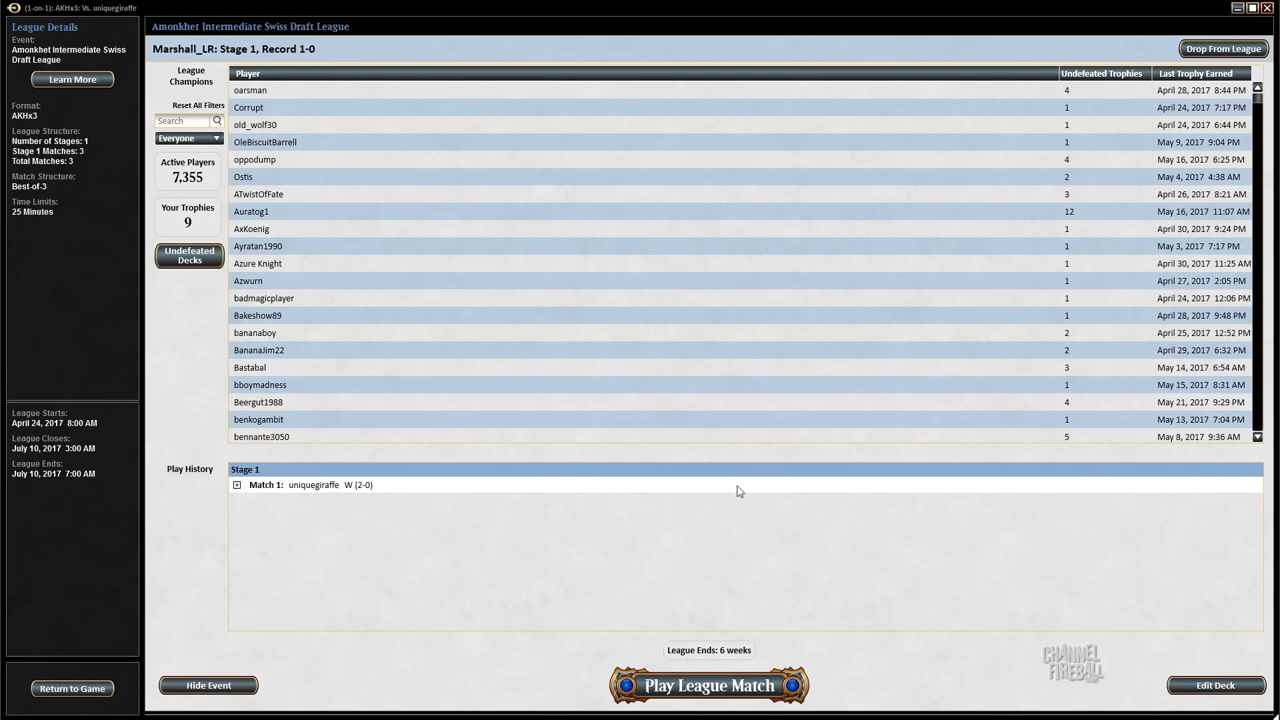 (1-on-1): AKHx3: Vs. uniquegiraffe
League Details
Event:
Amonkhet Intermediate Swiss
Draft League
Learn More
Format:
AKHx3
League Structure:
Number of Stages: 1
Stage 1 Matches: 3
Total Matches: 3
Match Structure:
Best-of-3
Time Limits:
25 Minutes
League Starts:
April 24, 2017 8:00 AM
League Closes:
July 10, 2017 3:00 AM
League Ends:
July 10, 2017 7:00 AM
Return to Game
Amonkhet Intermediate Swiss Draft League
Marshall_LR: Stage 1, Record 1-0
Drop From League
League
Champions
Reset All Filters
Search
Everyone
Active Players
7,355
Your Trophies
9
Undefeated
Decks
Player Undefeated Trophies Last Trophy Earned
oarsman 4 April 28, 2017 8:44 PM
Corrupt 1 April 24, 2017 7:17 PM
old_wolf30 1 April 24, 2017 6:44 PM
OleBiscuitBarrell 1 May 9, 2017 9:04 PM
oppodump 4 May 16, 2017 6:25 PM
Ostis 2 May 4, 2017 4:38 AM
ATwistOfFate 3 April 26, 2017 8:21 AM
Auratog1 12 May 16, 2017 11:07 AM
AxKoenig 1 April 30, 2017 9:24 PM
Ayratan1990 1 May 3, 2017 7:17 PM
Azure Knight 1 April 30, 2017 11:25 AM
Azwurn 1 April 27, 2017 2:05 PM
badmagicplayer 1 April 24, 2017 12:06 PM
Bakeshow89 1 April 28, 2017 9:48 PM
bananaboy 2 April 25, 2017 12:52 PM
BananaJim22 2 April 29, 2017 6:32 PM
Bastabal 3 May 14, 2017 6:54 AM
bboymadness 1 May 15, 2017 8:31 AM
Beergut1988 4 May 21, 2017 9:29 PM
benkogambit 1 May 13, 2017 7:04 PM
bennante3050 5 May 8, 2017 9:36 AM
Play History
Stage 1
Match 1: uniquegiraffe W (2-0)
League Ends: 6 weeks
Hide Event
Play League Match
CHANNEL
FIREBALL
Edit Deck